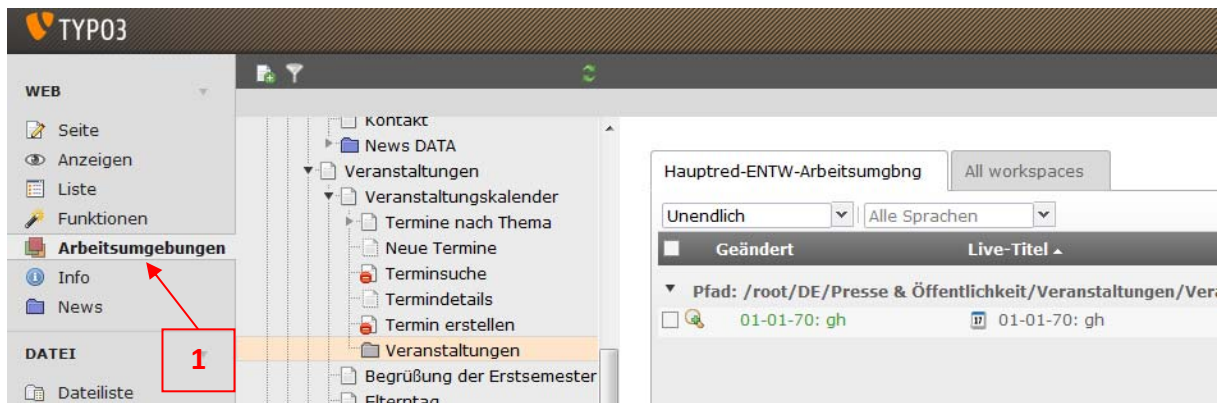 TYPO3
WEB
Seite
Anzeigen
Liste
Funktionen
Arbeitsumgebungen
Info
News
DATEI
Dateiliste
1
Kontakt
News DATA
Veranstaltungen
Veranstaltungskalender
Termine nach Thema
Neue Termine
Terminsuche
Termindetails
Termin erstellen
Veranstaltungen
Begrüßung der Erstsemester
Elterntag
Hauptred-ENTW-Arbeitsumgbng All workspaces
Unendlich Alle Sprachen
Geändert Live-Titel
Pfad: /root/DE/Presse & Öffentlichkeit/Veranstaltungen/Vera
01-01-70: gh 17 01-01-70: gh